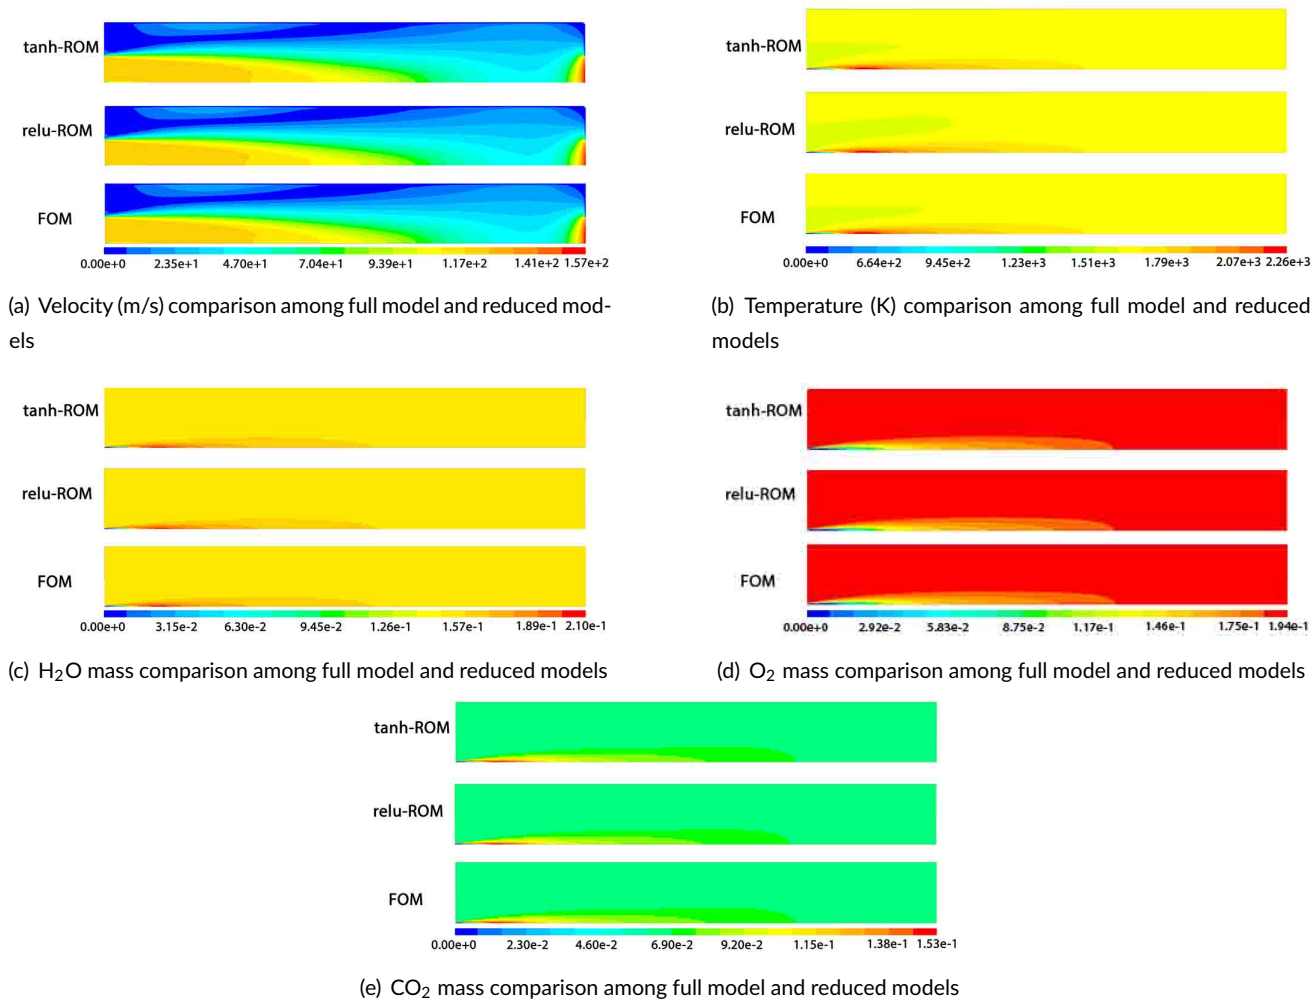 tanh-ROM
relu-ROM
FOM
0.00e+0 2.35e+1 4.70e+1 7.04e+1 9.39e+1 1.17e+2 1.41e+2 1.57e+2
(a) Velocity (m/s) comparison among full model and reduced mod-
els
tanh-ROM
relu-ROM
FOM
0.00e+0 6.64e+2 9.45e+2 1.23e+3 1.51e+3 1.79e+3 2.07e+3 2.26e+3
(b) Temperature (K) comparison among full model and reduced
models
tanh-ROM
relu-ROM
FOM
0.00e+0 3.15e-2 6.30e-2 9.45e-2 1.26e-1 1.57e-1 1.89e-1 2.10e-1
(c) H₂O mass comparison among full model and reduced models
tanh-ROM
relu-ROM
FOM
0.00e+0 2.92e-2 5.83e-2 8.75e-2 1.17e-1 1.46e-1 1.75e-1 1.94e-1
(d) O₂ mass comparison among full model and reduced models
tanh-ROM
relu-ROM
FOM
0.00e+0 2.30e-2 4.60e-2 6.90e-2 9.20e-2 1.15e-1 1.38e-1 1.53e-1
(e) CO₂ mass comparison among full model and reduced models